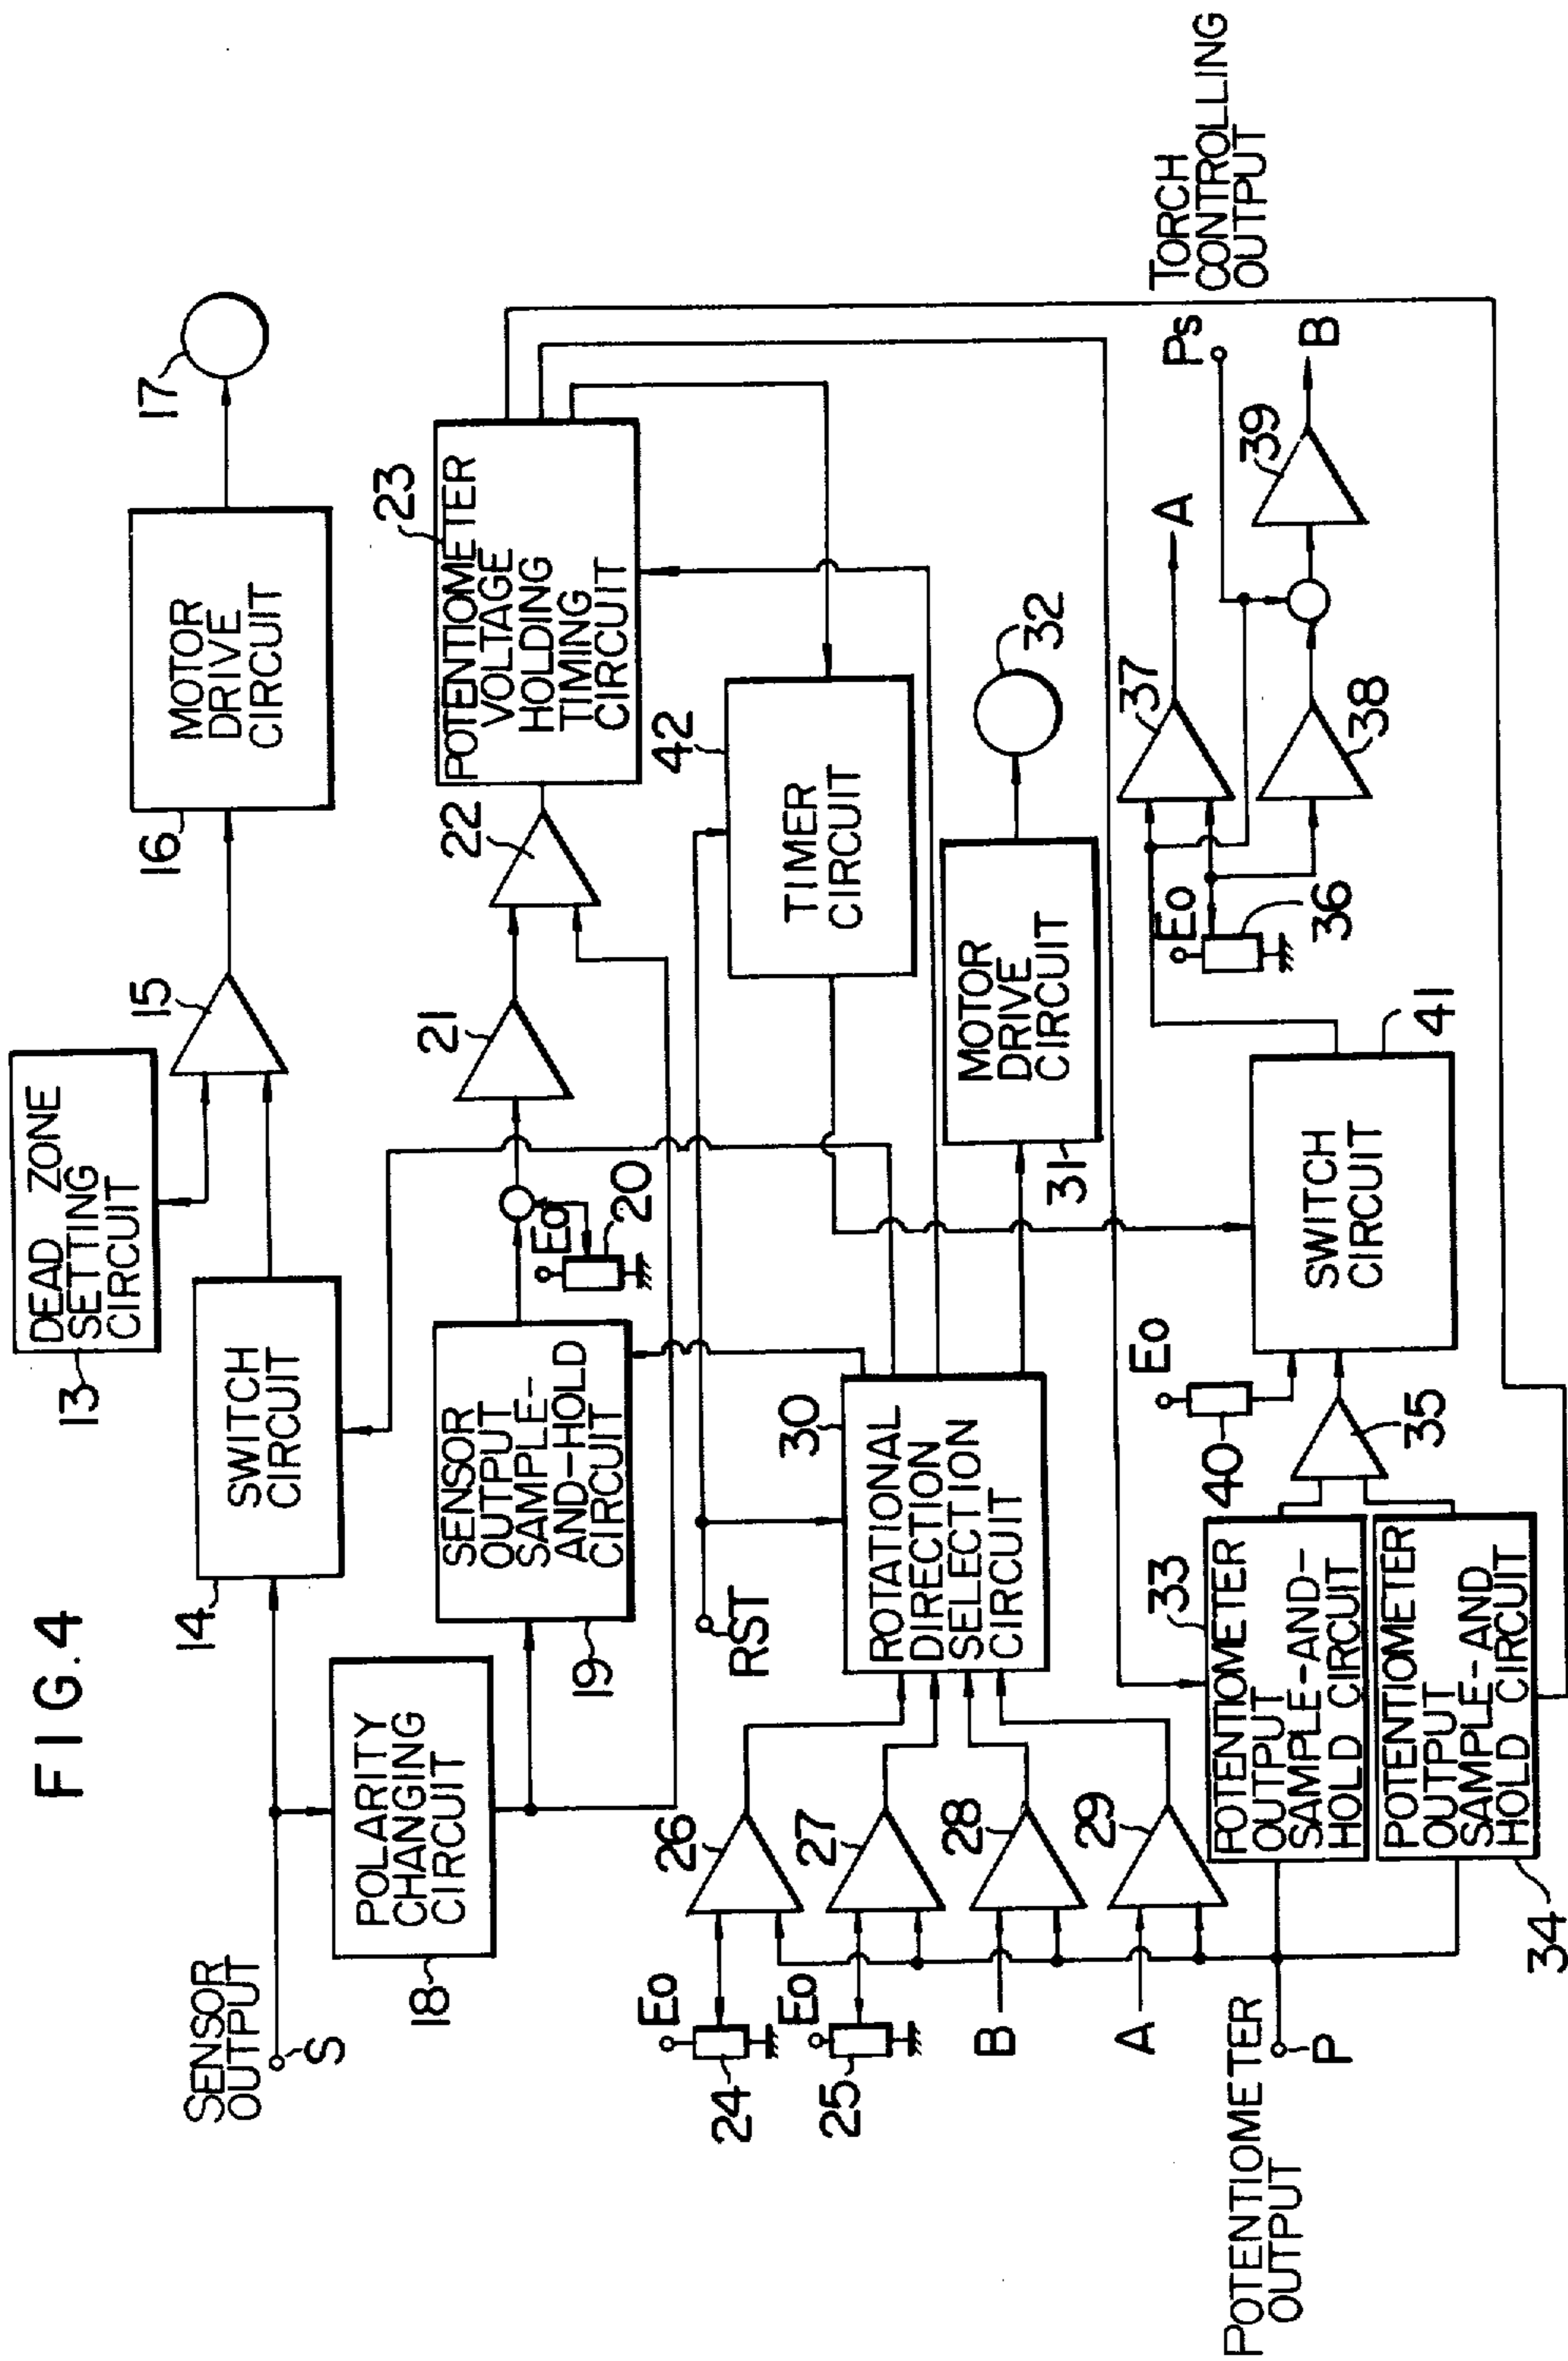 FIG.4
SENSOR
OUTPUT
S
14
SWITCH
CIRCUIT
13
DEAD ZONE
SETTING
CIRCUIT
15
16
MOTOR
DRIVE
CIRCUIT
17
18
POLARITY
CHANGING
CIRCUIT
19
SENSOR
OUTPUT
SAMPLE-
AND-HOLD
CIRCUIT
Eo
20
21
22
23
POTENTIOMETER
VOLTAGE
HOLDING
TIMING
CIRCUIT
RST
42
TIMER
CIRCUIT
Eo
24
Eo
25
B
A
26
27
28
29
30
ROTATIONAL
DIRECTION
SELECTION
CIRCUIT
MOTOR
DRIVE
CIRCUIT
31
32
POTENTIOMETER
OUTPUT
P
33
POTENTIOMETER
OUTPUT
SAMPLE-AND-
HOLD CIRCUIT
POTENTIOMETER
OUTPUT
SAMPLE-AND
HOLD CIRCUIT
34
35
Eo
40
SWITCH
CIRCUIT
41
Eo
36
37
A
38
39
B
Ps
TORCH
CONTROLLING
OUTPUT